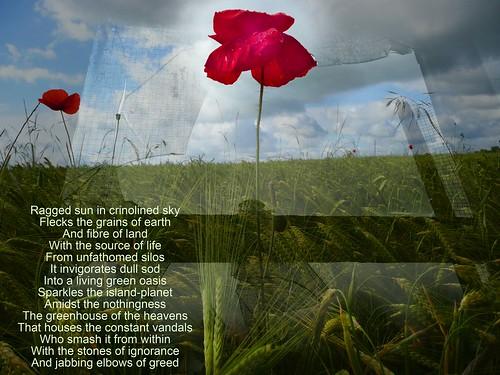 Ragged sun in crinolined sky
Flecks the grains of earth
And fibre of land
With the source of life
From unfathomed silos
It invigorates dull sod
Into a living green oasis
Sparkles the island-planet
Amidst the nothingness
The greenhouse of the heavens
That houses the constant vandals
Who smash it from within
With the stones of ignorance
And jabbing elbows of greed